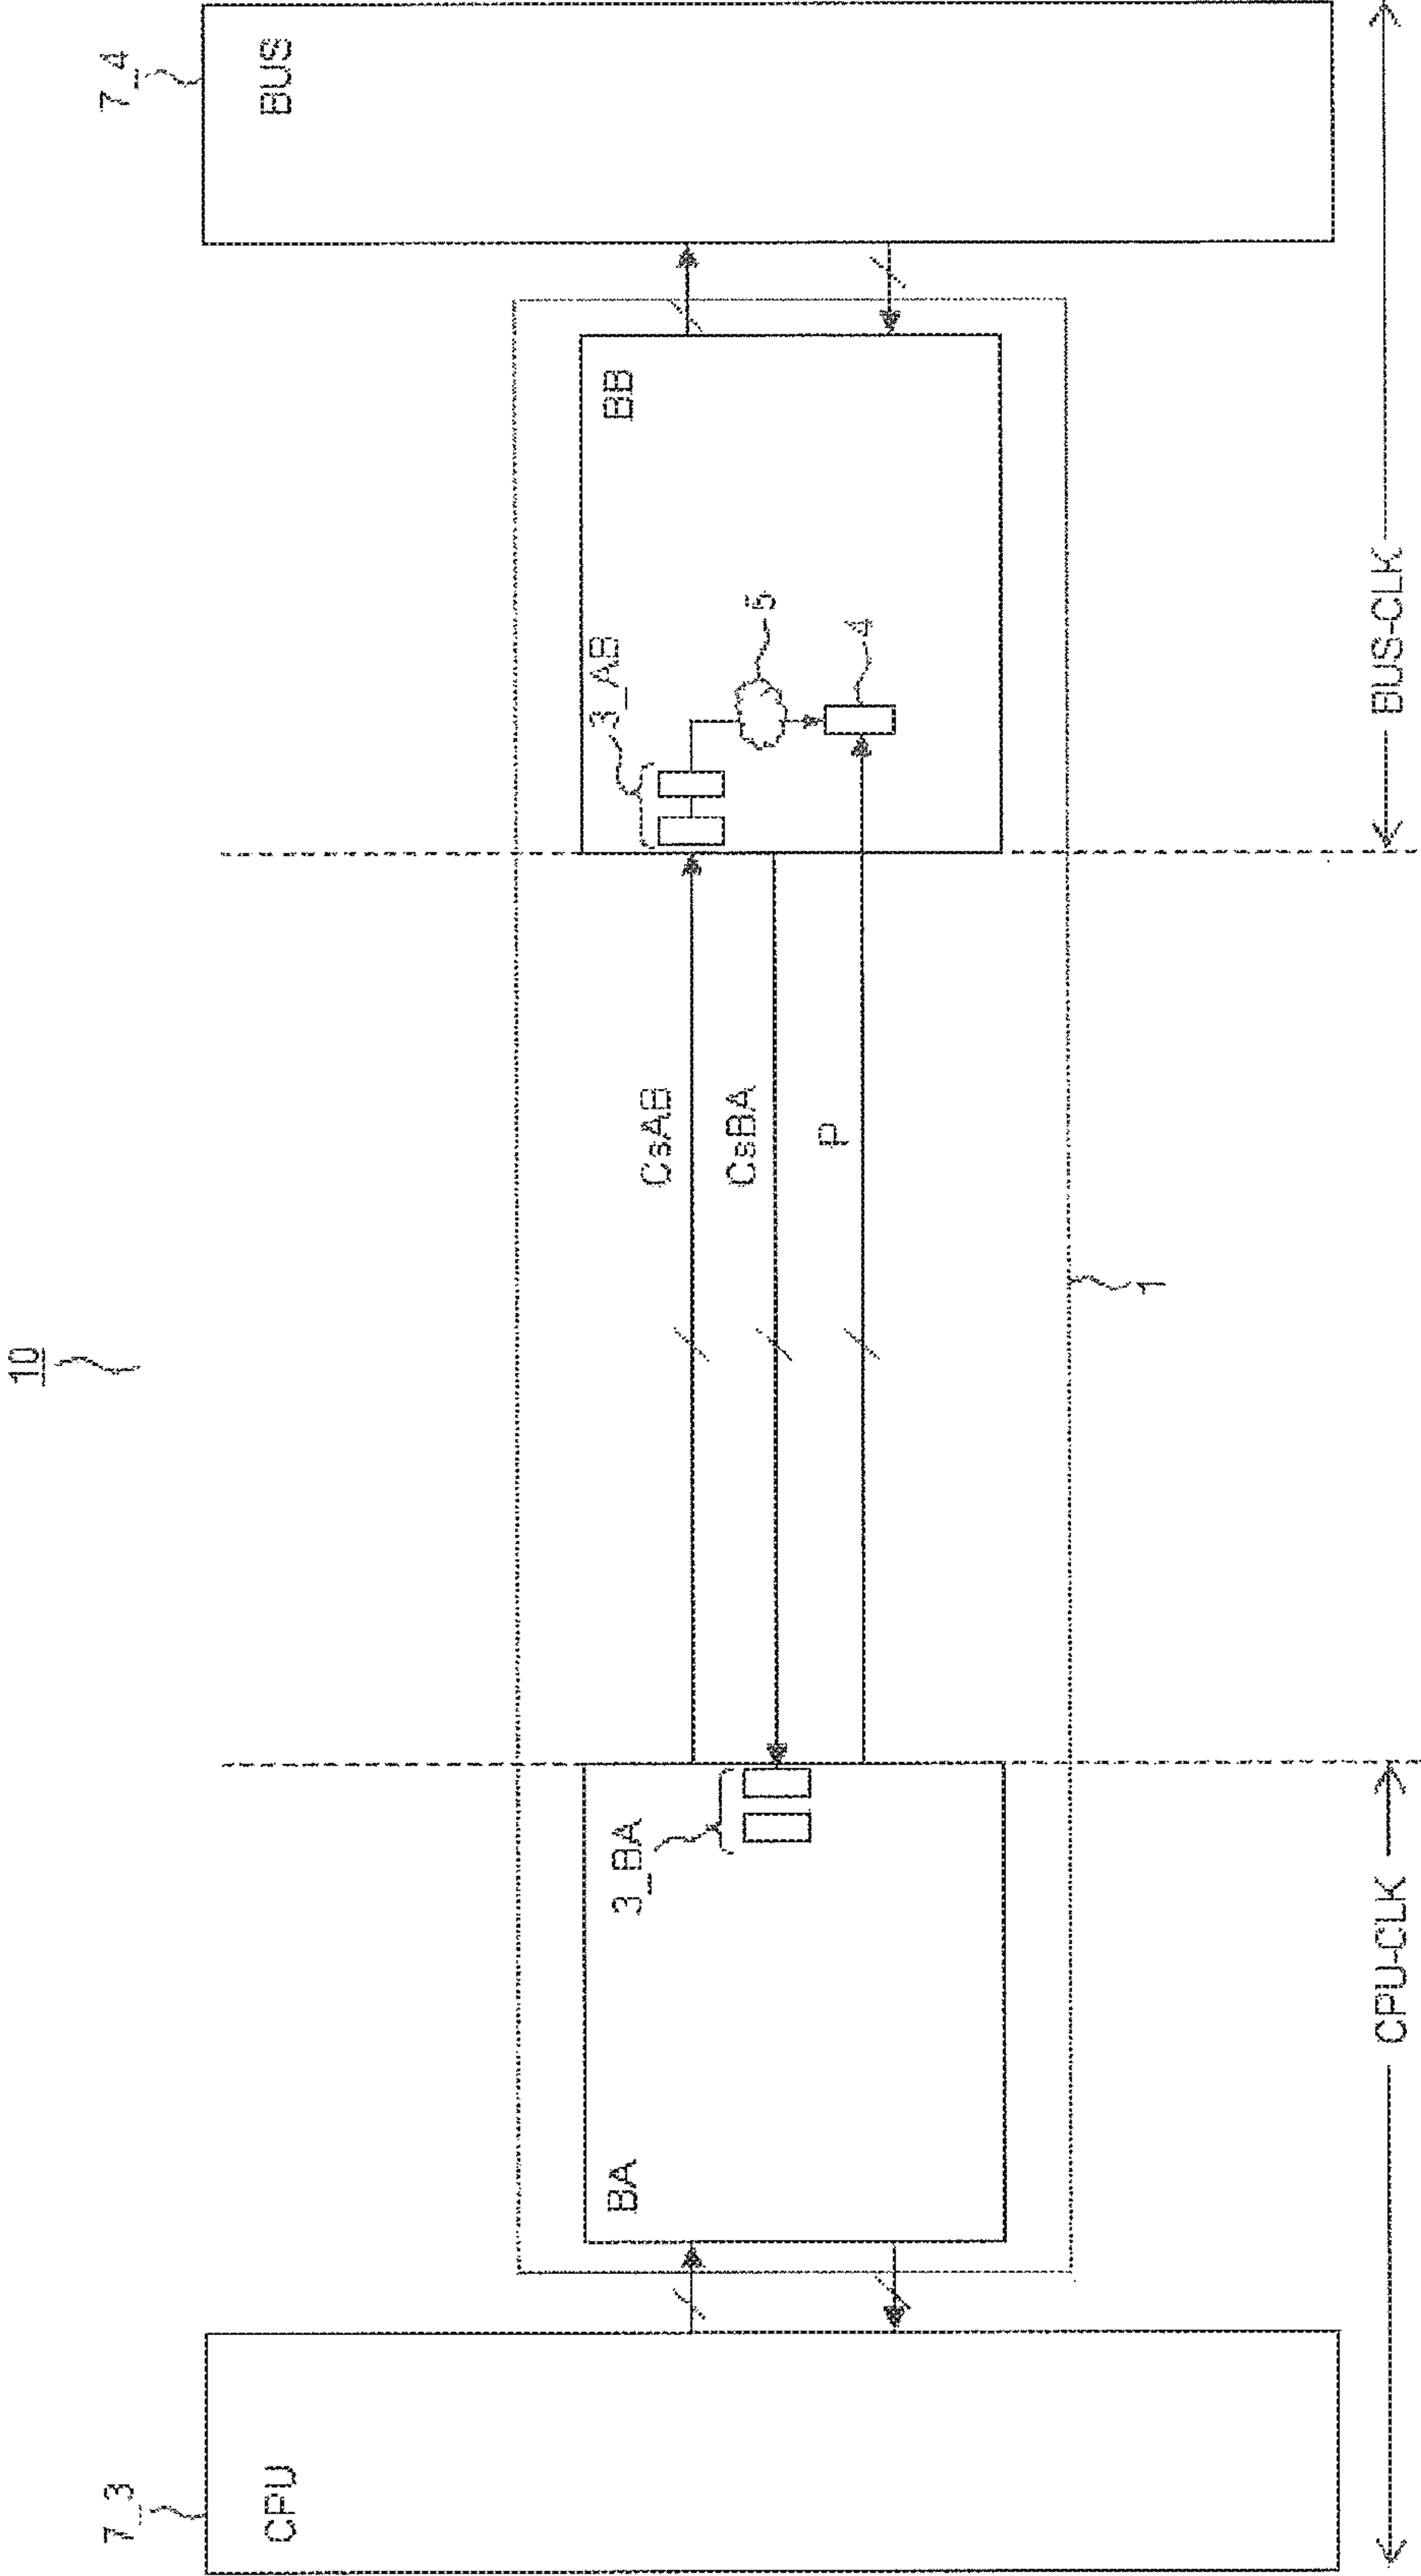 10
7_3
CPU
BA
3_BA
CsAB
CsBA
P
1
3_AB
5
4
BB
7_4
BUS
CPU-CLK
BUS-CLK